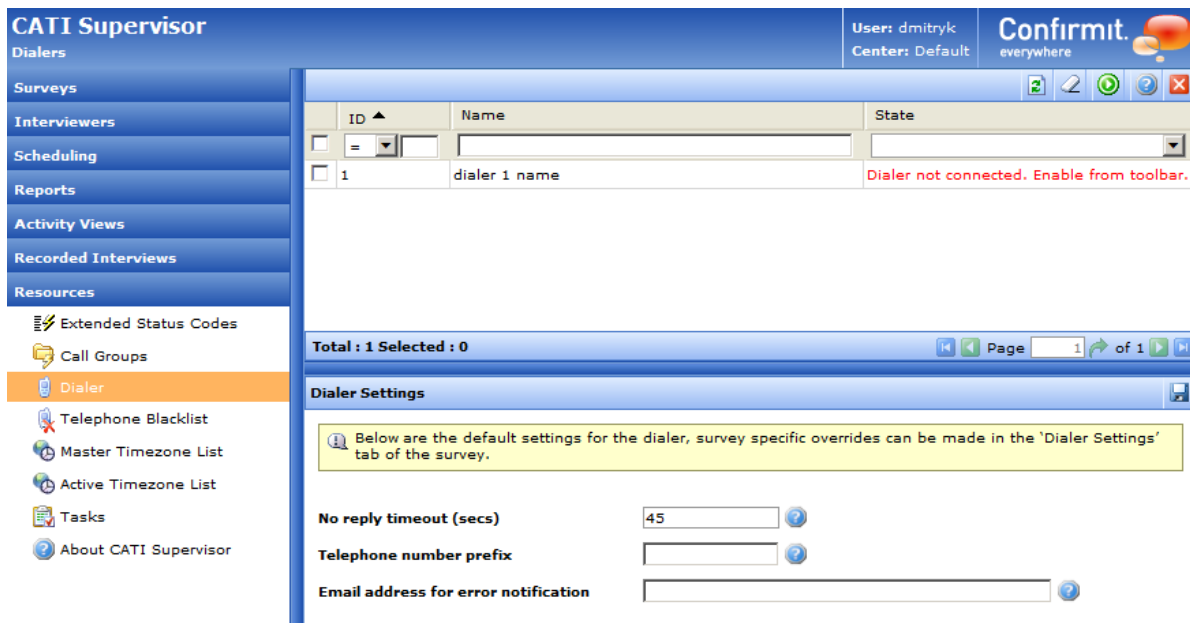 CATI Supervisor
Dialers
User: dmitryk
Center: Default
Confirmit.
everywhere
Surveys
Interviewers
Scheduling
Reports
Activity Views
Recorded Interviews
Resources
Extended Status Codes
Call Groups
Dialer
Telephone Blacklist
Master Timezone List
Active Timezone List
Tasks
About CATI Supervisor
ID Name State
=
1 dialer 1 name Dialer not connected. Enable from toolbar.
Total : 1 Selected : 0 Page 1 of 1
Dialer Settings
Below are the default settings for the dialer, survey specific overrides can be made in the ‘Dialer Settings’
tab of the survey.
No reply timeout (secs) 45
Telephone number prefix
Email address for error notification